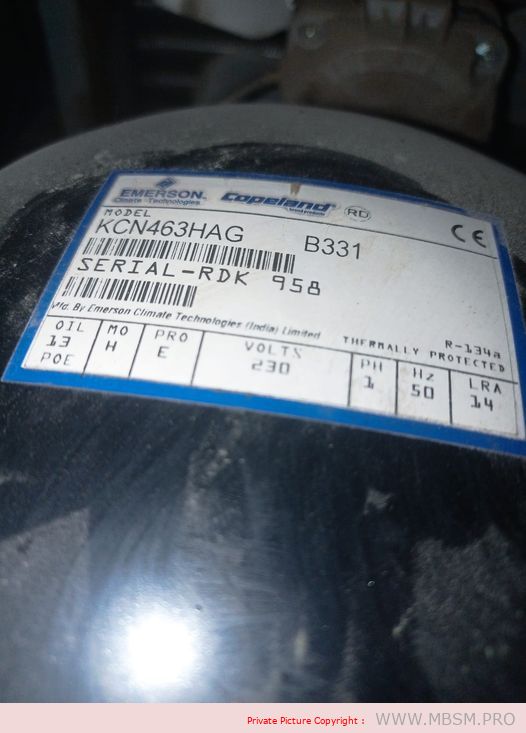 EMERSON
Climate Technologies
Copeland
brand products
RD
CE
MODEL
KCN463HAG B331
SERIAL-RDK 958
Mfd. By Emerson Climate Technologies (India) Limited
R-134a
THERMALLY PROTECTED
OIL 13 POE
MO H
PRO E
VOLTS 230
PH 1
Hz 50
LRA 14
Private Picture Copyright : WWW.MBSM.PRO